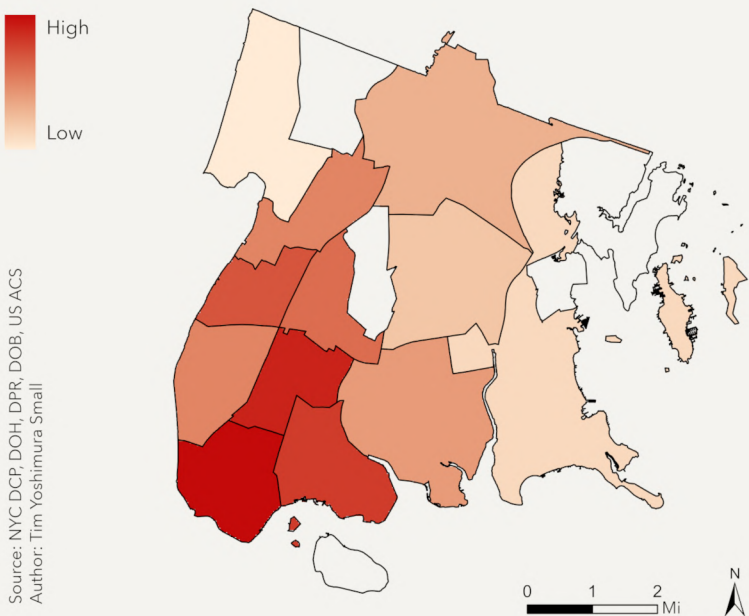 High
Low
Source: NYC DCP, DOH, DPR, DOB, US ACS
Author: Tim Yoshimura Small
N
0 1 2
Mi